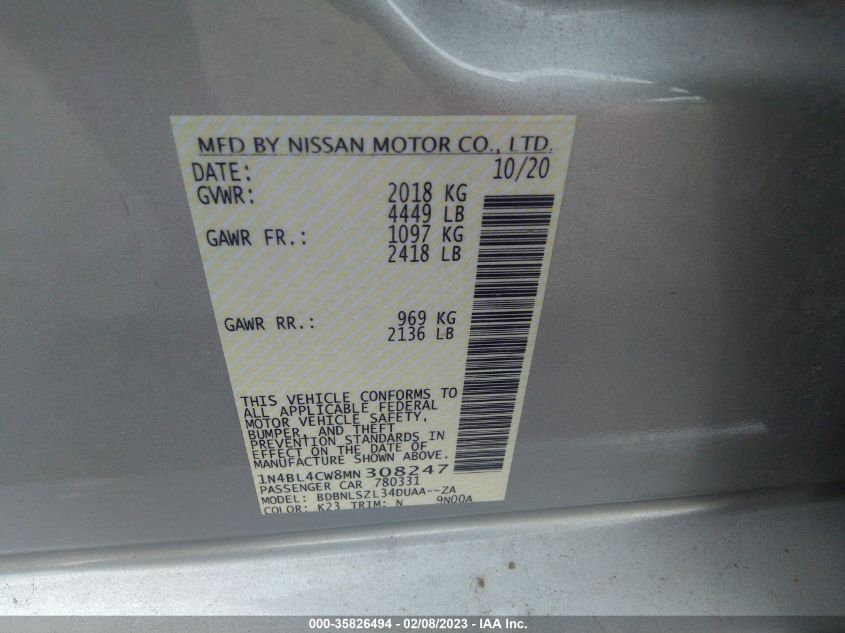 MFD BY NISSAN MOTOR CO., LTD.
DATE: 10/20
GVWR: 2018 KG
4449 LB
GAWR FR.: 1097 KG
2418 LB
GAWR RR.: 969 KG
2136 LB
THIS VEHICLE CONFORMS TO
ALL APPLICABLE FEDERAL
MOTOR VEHICLE SAFETY,
BUMPER, AND THEFT
PREVENTION STANDARDS IN
EFFECT ON THE DATE OF
MANUFACTURE SHOWN ABOVE.
1N4BL4CW8MN308247
PASSENGER CAR 780331
MODEL: BDBNLSZL34DUAA--ZA
COLOR: K23 TRIM: N 9N00A
000-35826494 - 02/08/2023 - IAA Inc.